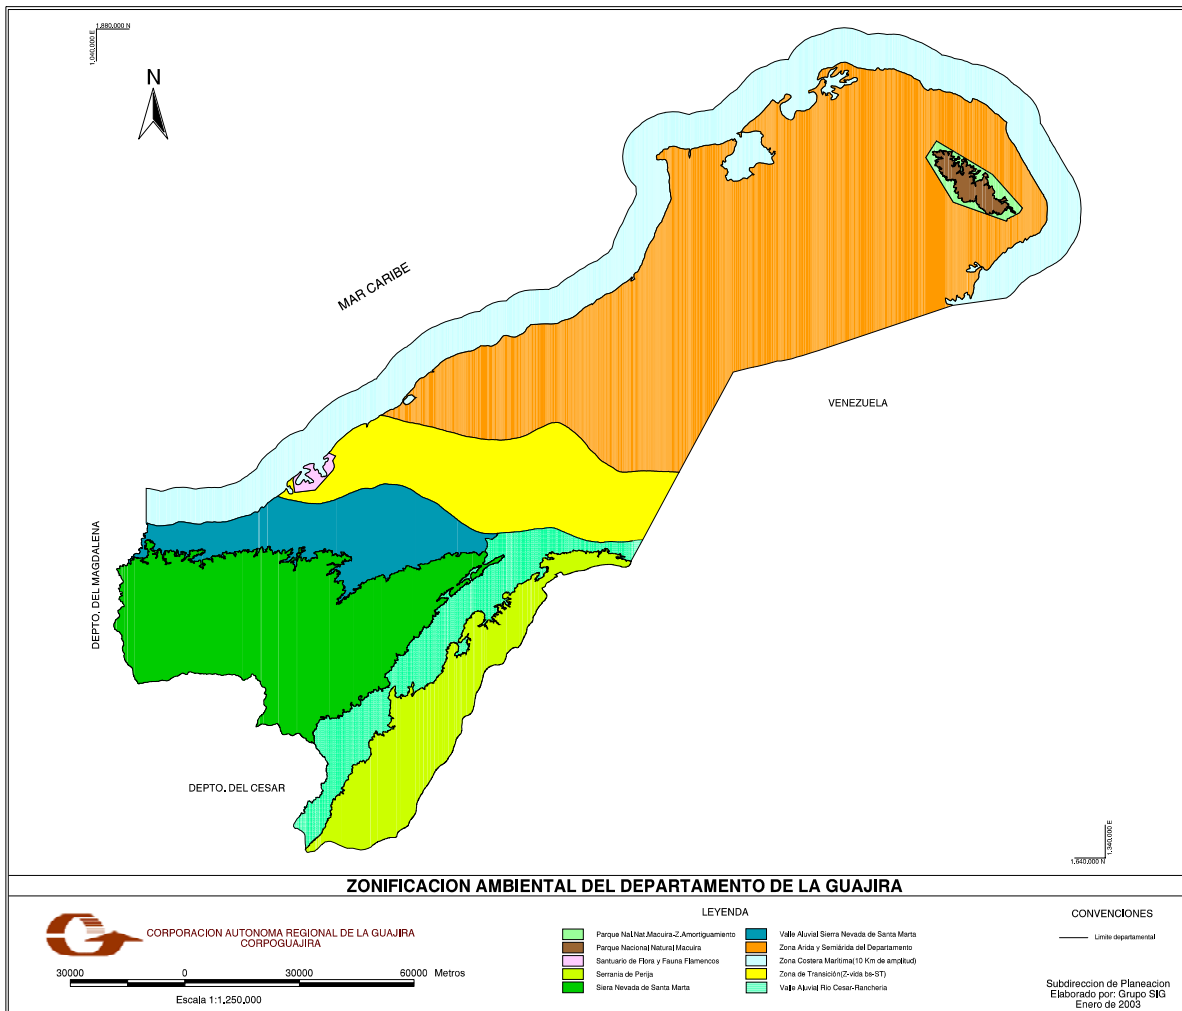 1,880,000 N
1,040,000 E
N
MAR CARIBE
VENEZUELA
DEPTO. DEL MAGDALENA
DEPTO. DEL CESAR
1,340,000 E
1,640,000 N
ZONIFICACION AMBIENTAL DEL DEPARTAMENTO DE LA GUAJIRA
CORPORACION AUTONOMA REGIONAL DE LA GUAJIRA
CORPOGUAJIRA
30000 0 30000 60000 Metros
Escala 1:1,250,000
LEYENDA
Parque Nal.Nat.Macuira-Z.Amortiguamiento
Parque Nacional Natural Macuira
Santuario de Flora y Fauna Flamencos
Serrania de Perija
Siera Nevada de Santa Marta
Valle Aluvial Sierra Nevada de Santa Marta
Zona Arida y Semiárida del Departamento
Zona Costera Maritima(10 Km de amplitud)
Zona de Transición(Z-vida bs-ST)
Valle Aluvial Rio Cesar-Rancheria
CONVENCIONES
Limite departamental
Subdireccion de Planeacion
Elaborado por: Grupo SIG
Enero de 2003